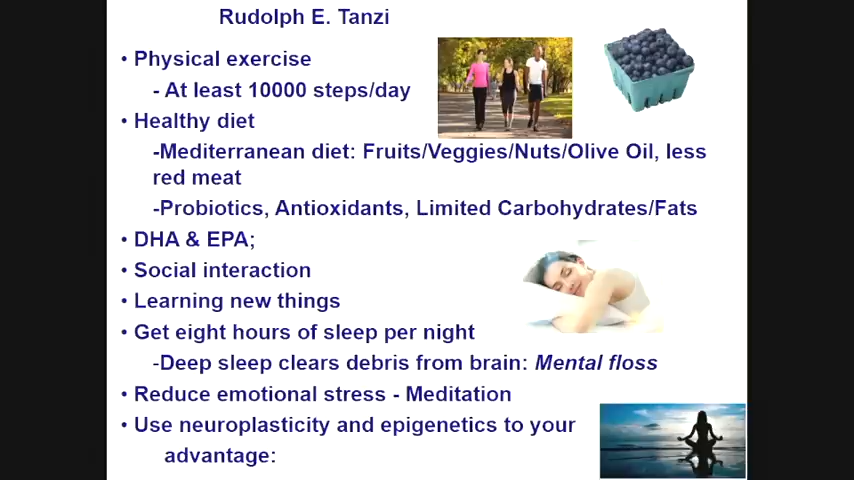 Rudolph E. Tanzi
• Physical exercise
- At least 10000 steps/day
• Healthy diet
-Mediterranean diet: Fruits/Veggies/Nuts/Olive Oil, less
red meat
-Probiotics, Antioxidants, Limited Carbohydrates/Fats
• DHA & EPA;
• Social interaction
• Learning new things
• Get eight hours of sleep per night
-Deep sleep clears debris from brain: Mental floss
• Reduce emotional stress - Meditation
• Use neuroplasticity and epigenetics to your
advantage: